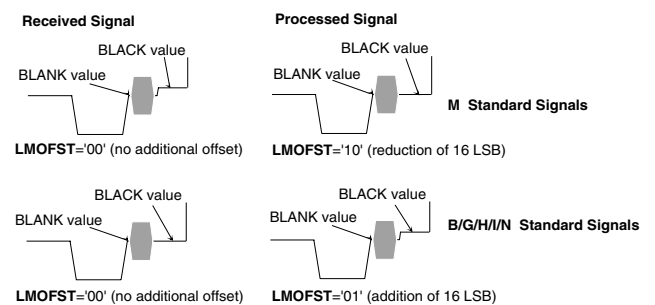 Received Signal
Processed Signal
BLACK value
BLANK value
BLACK value
BLANK value
M Standard Signals
LMOFST='00' (no additional offset)
LMOFST='10' (reduction of 16 LSB)
BLACK value
BLANK value
BLACK value
BLANK value
B/G/H/I/N Standard Signals
LMOFST='00' (no additional offset)
LMOFST='01' (addition of 16 LSB)